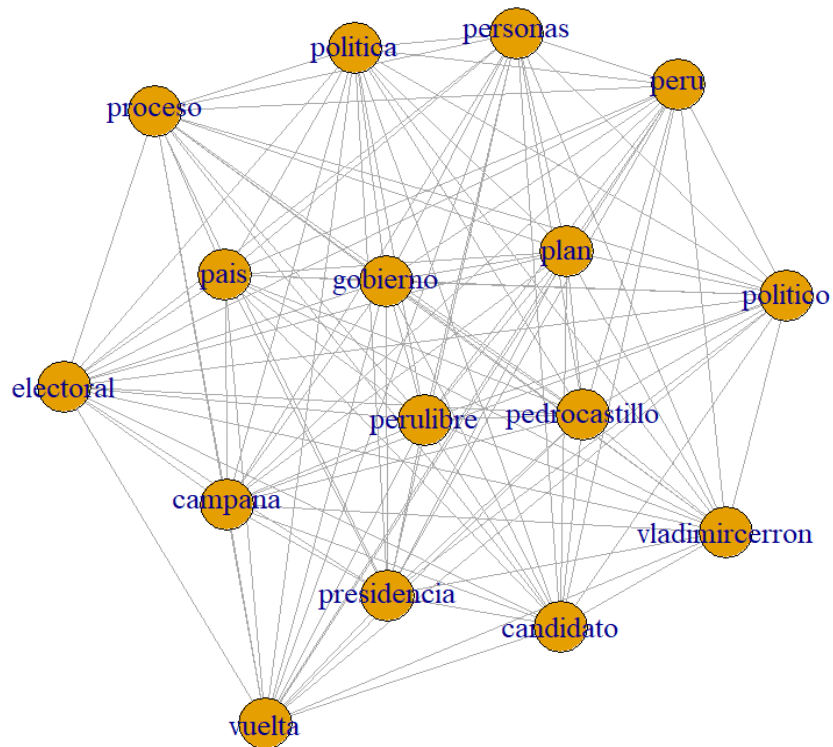 personas
politica
peru
proceso
plan
pais
gobierno
politico
electoral
perulibre
pedrocastillo
campana
vladimircerron
presidencia
candidato
vuelta